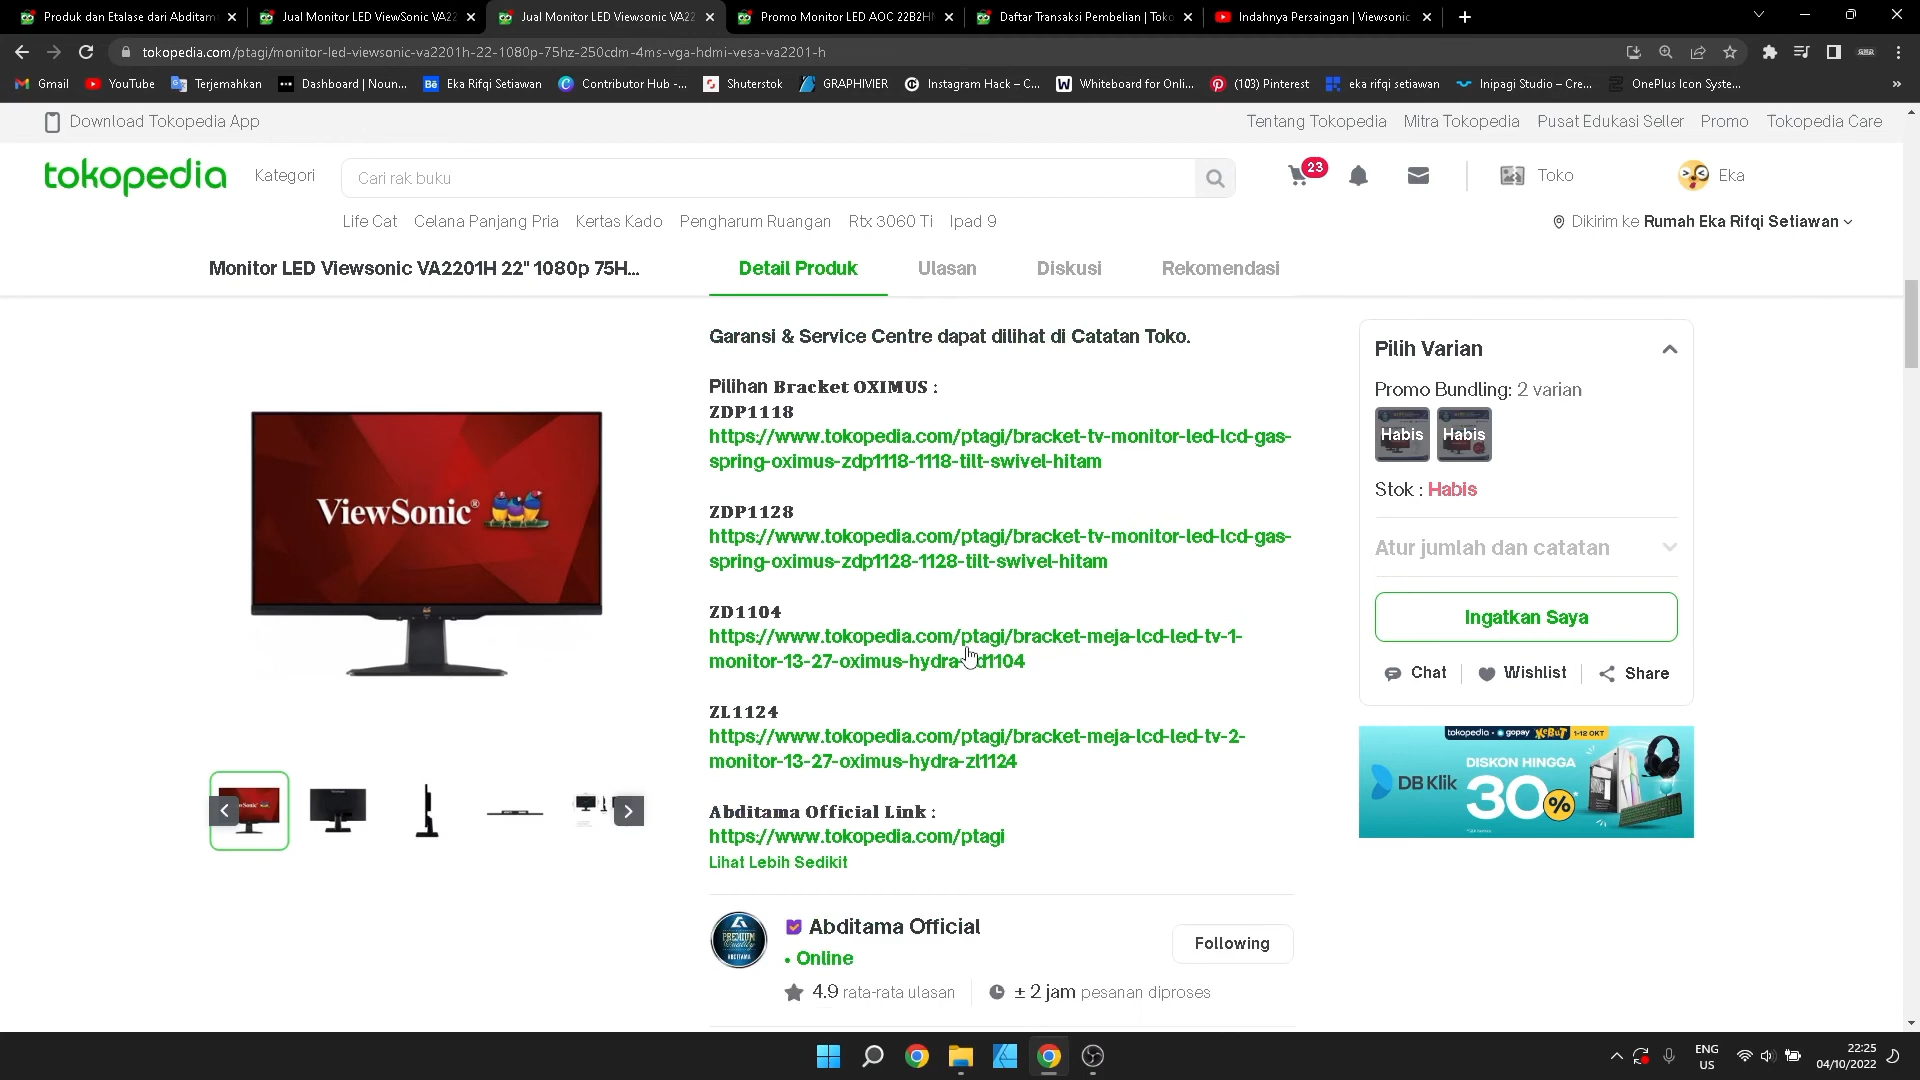 Produk dan Etalase dari Abditam
Jual Monitor LED ViewSonic VA22
Jual Monitor LED Viewsonic VA22
Promo Monitor LED AOC 22B2H
Daftar Transaksi Pembelian | Toko
Indahnya Persaingan | Viewsonic
tokopedia.com/ptagi/monitor-led-viewsonic-va2201h-22-1080p-75hz-250cdm-4ms-vga-hdmi-vesa-va2201-h
Gmail
YouTube
Terjemahkan
Dashboard | Noun...
Eka Rifqi Setiawan
Contributor Hub -...
Shuterstok
GRAPHIVIER
Instagram Hack – C...
Whiteboard for Onli...
(103) Pinterest
eka rifqi setiawan
Inipagi Studio – Cre...
OnePlus Icon Syste...
Download Tokopedia App
Tentang Tokopedia
Mitra Tokopedia
Pusat Edukasi Seller
Promo
Tokopedia Care
tokopedia
Kategori
Cari rak buku
23
Toko
Eka
Life Cat
Celana Panjang Pria
Kertas Kado
Pengharum Ruangan
Rtx 3060 Ti
Ipad 9
Dikirim ke Rumah Eka Rifqi Setiawan
Monitor LED Viewsonic VA2201H 22" 1080p 75H...
Detail Produk
Ulasan
Diskusi
Rekomendasi
Garansi & Service Centre dapat dilihat di Catatan Toko.
Pilihan Bracket OXIMUS :
ZDP1118
https://www.tokopedia.com/ptagi/bracket-tv-monitor-led-lcd-gas-
spring-oximus-zdp1118-1118-tilt-swivel-hitam
ZDP1128
https://www.tokopedia.com/ptagi/bracket-tv-monitor-led-lcd-gas-
spring-oximus-zdp1128-1128-tilt-swivel-hitam
ZD1104
https://www.tokopedia.com/ptagi/bracket-meja-lcd-led-tv-1-
monitor-13-27-oximus-hydra-zd1104
ZL1124
https://www.tokopedia.com/ptagi/bracket-meja-lcd-led-tv-2-
monitor-13-27-oximus-hydra-zl1124
Abditama Official Link :
https://www.tokopedia.com/ptagi
Lihat Lebih Sedikit
ViewSonic®
Abditama Official
• Online
Following
4.9 rata-rata ulasan
± 2 jam pesanan diproses
PREMIUM
ABDITAMA
Pilih Varian
Promo Bundling: 2 varian
Habis
Habis
Stok : Habis
Atur jumlah dan catatan
Ingatkan Saya
Chat
Wishlist
Share
tokopedia • gopay KeBUT 1-12 OKT
DB Klik
DISKON HINGGA
30%
ENG
US
22:25
04/10/2022